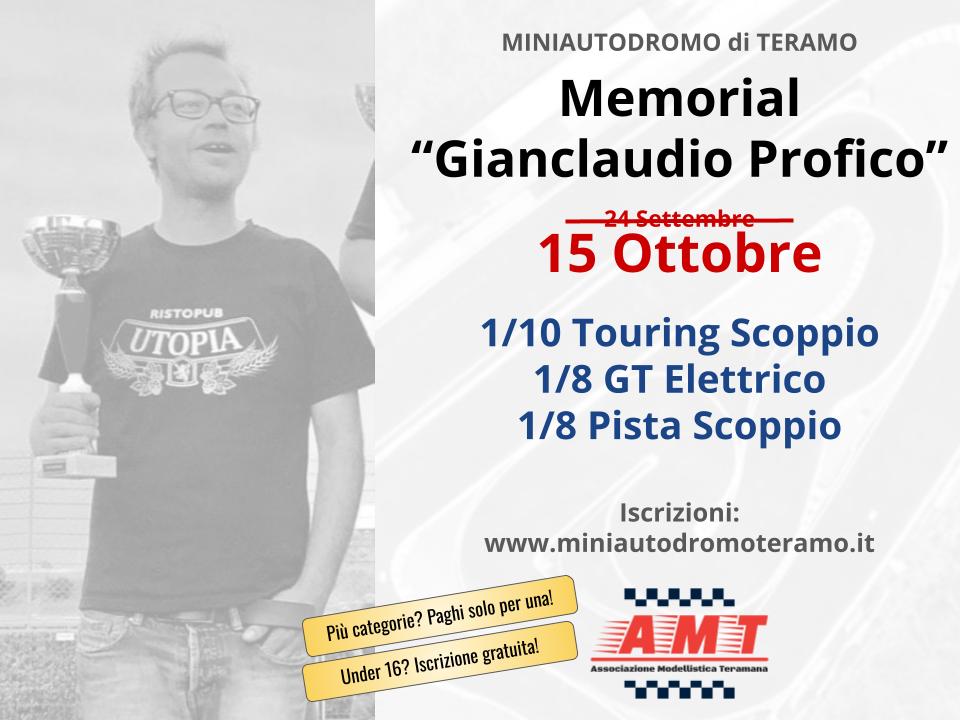 MINIAUTODROMO di TERAMO
Memorial
“Gianclaudio Profico”
24 Settembre
15 Ottobre
1/10 Touring Scoppio
1/8 GT Elettrico
1/8 Pista Scoppio
Iscrizioni:
www.miniautodromoteramo.it
RISTOPUB
UTOPIA
Più categorie? Paghi solo per una!
Under 16? Iscrizione gratuita!
AMT
Associazione Modellistica Teramana